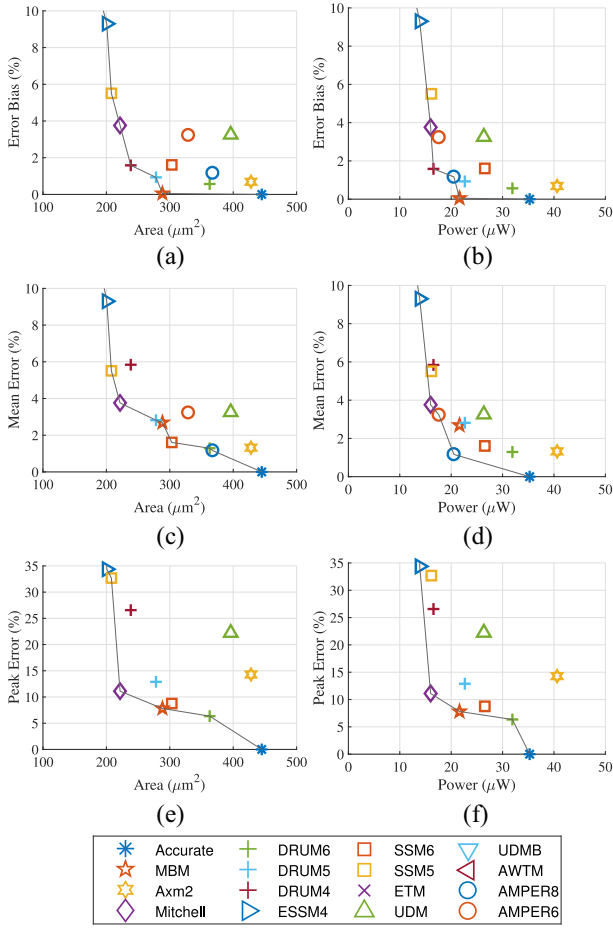 10
8
6
4
2
0
Error Bias (%)
100 200 300 400 500
Area (μm²)
(a)
10
8
6
4
2
0
Error Bias (%)
0 10 20 30 40 50
Power (μW)
(b)
10
8
6
4
2
0
Mean Error (%)
100 200 300 400 500
Area (μm²)
(c)
10
8
6
4
2
0
Mean Error (%)
0 10 20 30 40 50
Power (μW)
(d)
35
30
25
20
15
10
5
0
Peak Error (%)
100 200 300 400 500
Area (μm²)
(e)
35
30
25
20
15
10
5
0
Peak Error (%)
0 10 20 30 40 50
Power (μW)
(f)
Accurate DRUM6 SSM6 UDMB
MBM DRUM5 SSM5 AWTM
Axm2 DRUM4 ETM AMPER8
Mitchell ESSM4 UDM AMPER6